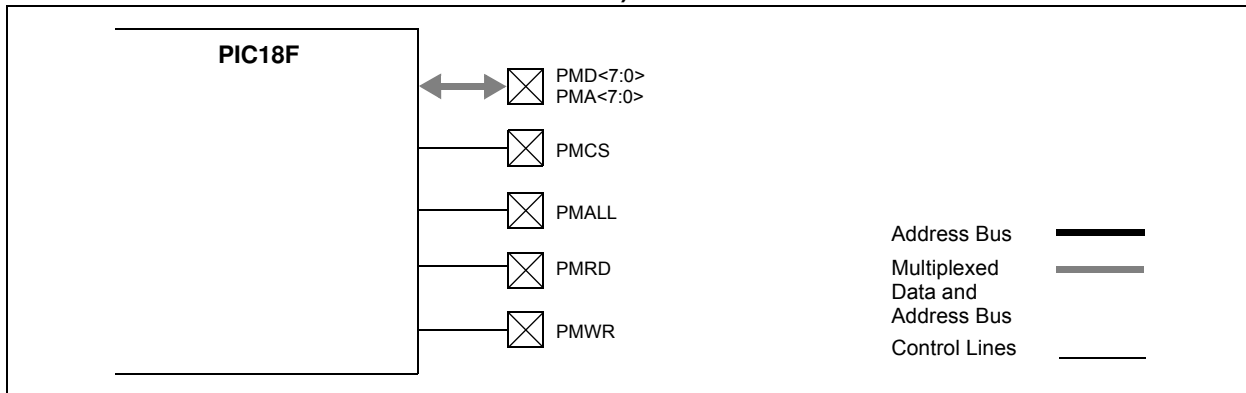 PIC18F
PMD<7:0>
PMA<7:0>
PMCS
PMALL
PMRD
PMWR
Address Bus
Multiplexed
Data and
Address Bus
Control Lines